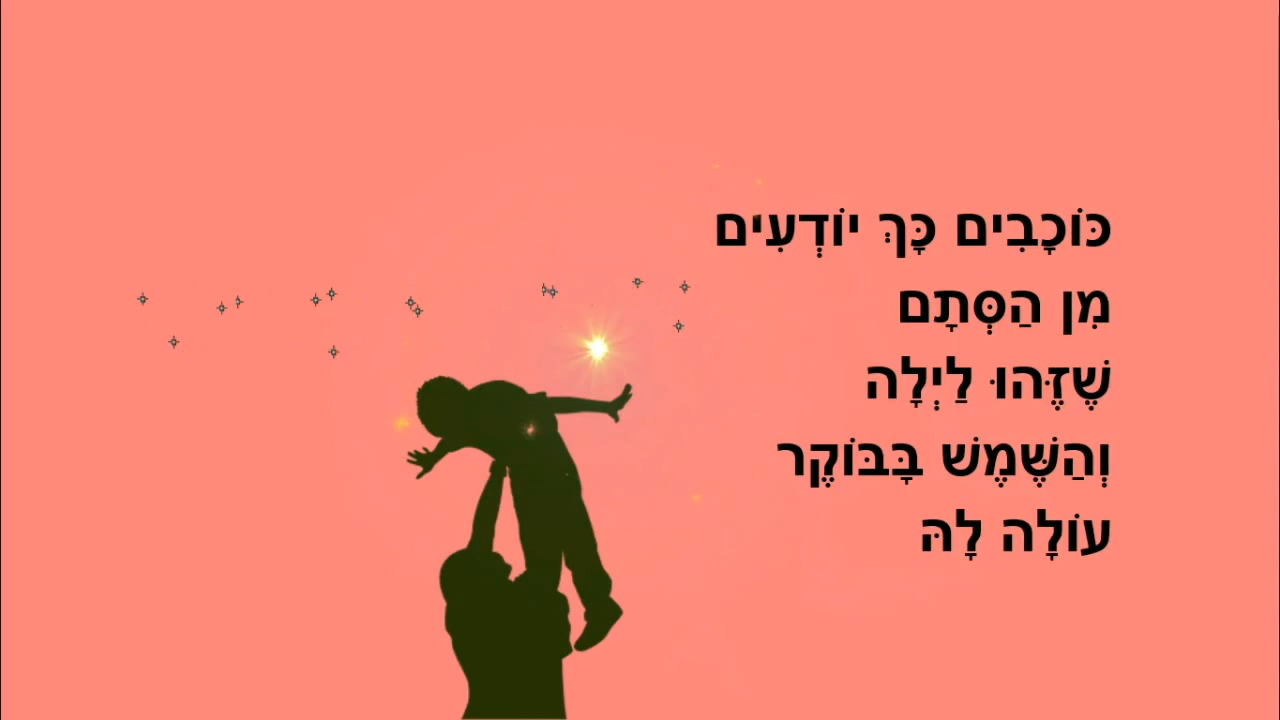 כּוֹכָבִים כָּךְ יוֹדְעִים
מִן הַסְּתָם
שֶׁזֶּהוּ לַיְלָה
וְהַשֶּׁמֶשׁ בָּבּוֹקֶר
עוֹלָה לָהּ